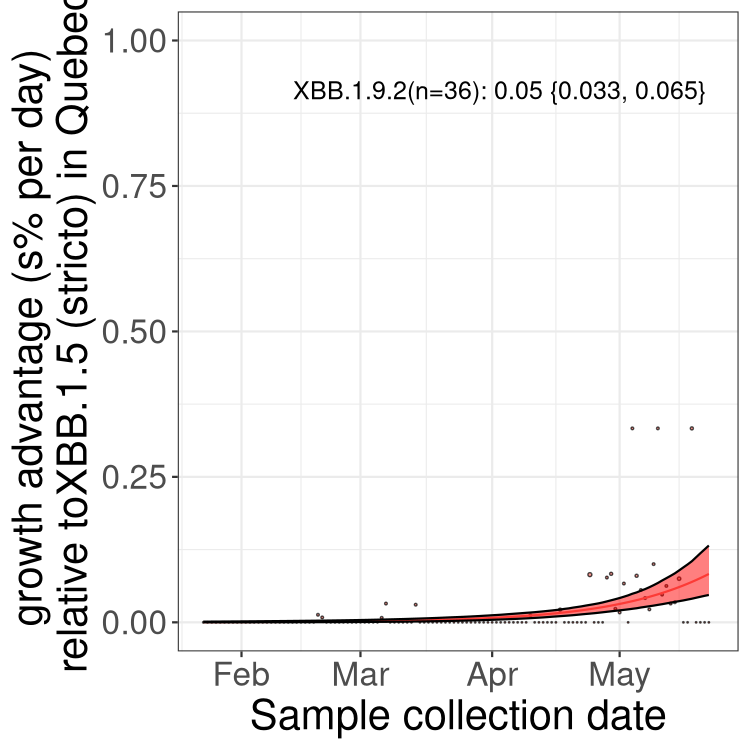 growth advantage (s% per day)
relative toXBB.1.5 (stricto) in Quebec
1.00
0.75
0.50
0.25
0.00
XBB.1.9.2(n=36): 0.05 {0.033, 0.065}
Feb Mar Apr May
Sample collection date